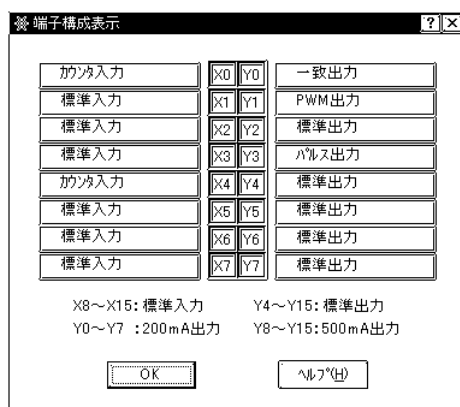 端子構成表示
カウンタ入力 X0 Y0 一致出力
標準入力 X1 Y1 PWM出力
標準入力 X2 Y2 標準出力
標準入力 X3 Y3 パルス出力
カウンタ入力 X4 Y4 標準出力
標準入力 X5 Y5 標準出力
標準入力 X6 Y6 標準出力
標準入力 X7 Y7 標準出力
X8～X15:標準入力 Y4～Y15:標準出力
Y0～Y7 :200mA出力 Y8～Y15:500mA出力
OK ヘルプ(H)